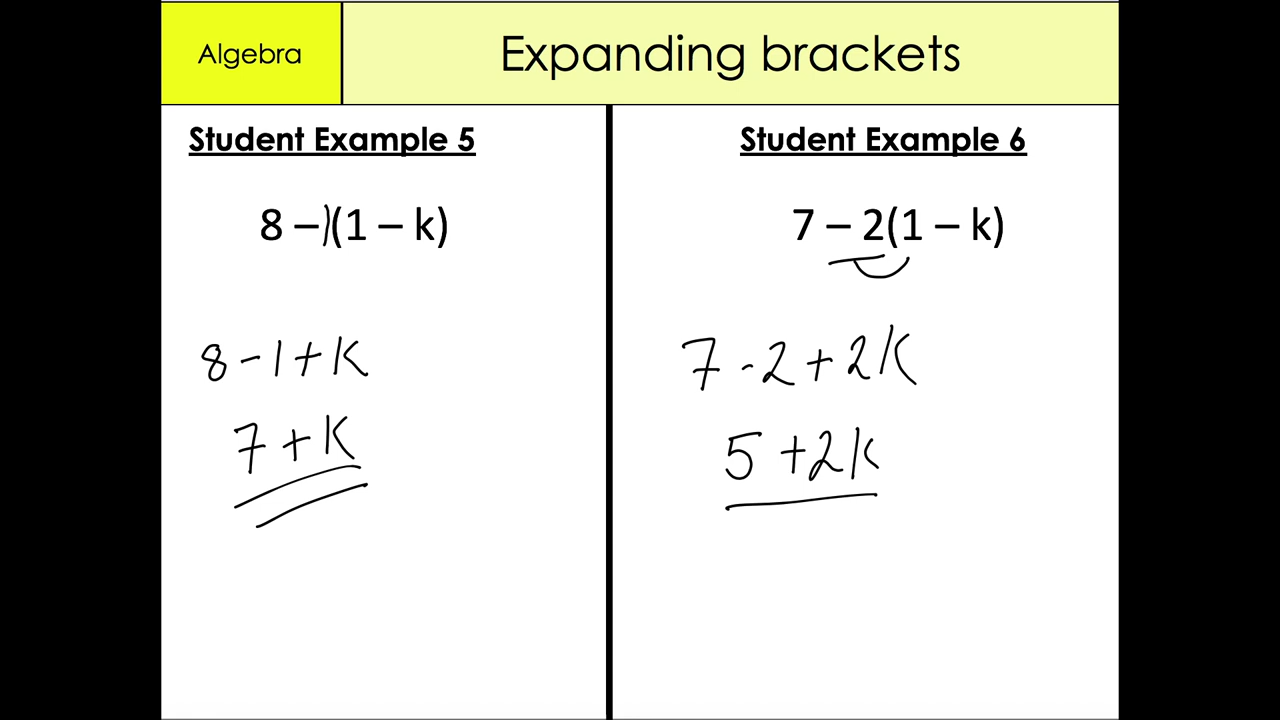 Algebra
Expanding brackets
Student Example 5
8 – 1(1 – k)
8 - 1 + k
7 + k
Student Example 6
7 – 2(1 – k)
7 - 2 + 2k
5 + 2k